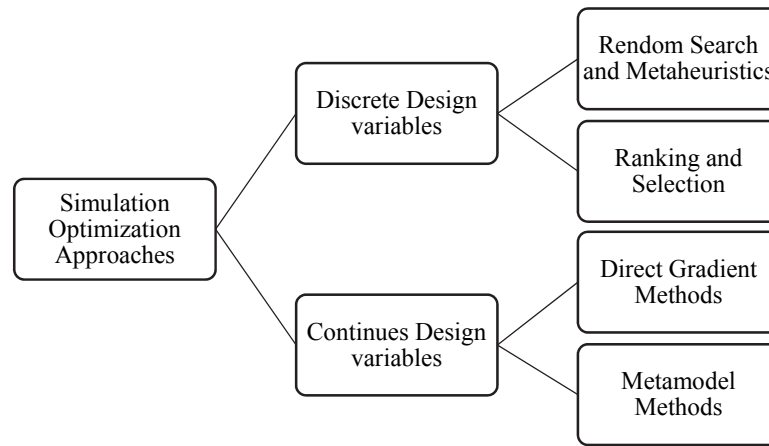 Simulation
Optimization
Approaches
Discrete Design
variables
Continues Design
variables
Rendom Search
and Metaheuristics
Ranking and
Selection
Direct Gradient
Methods
Metamodel
Methods